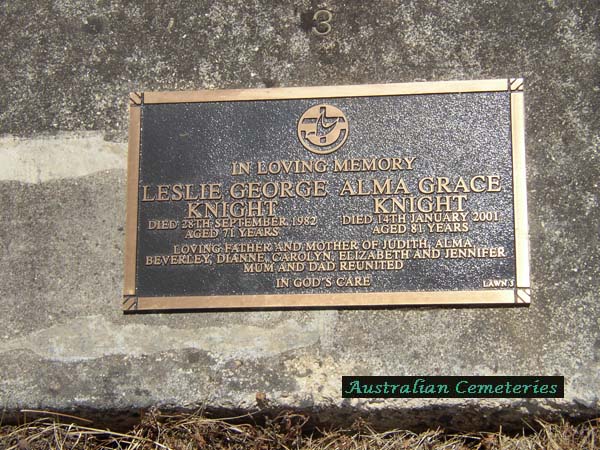 3
IN LOVING MEMORY
LESLIE GEORGE ALMA GRACE
KNIGHT KNIGHT
DIED 28TH SEPTEMBER 1982 DIED 14TH JANUARY 2001
AGED 71 YEARS AGED 81 YEARS
LOVING FATHER AND MOTHER OF JUDITH, ALMA,
BEVERLEY, DIANNE, CAROLYN, ELIZABETH AND JENNIFER
MUM AND DAD REUNITED
IN GOD'S CARE
LAWN 3
Australian Cemeteries